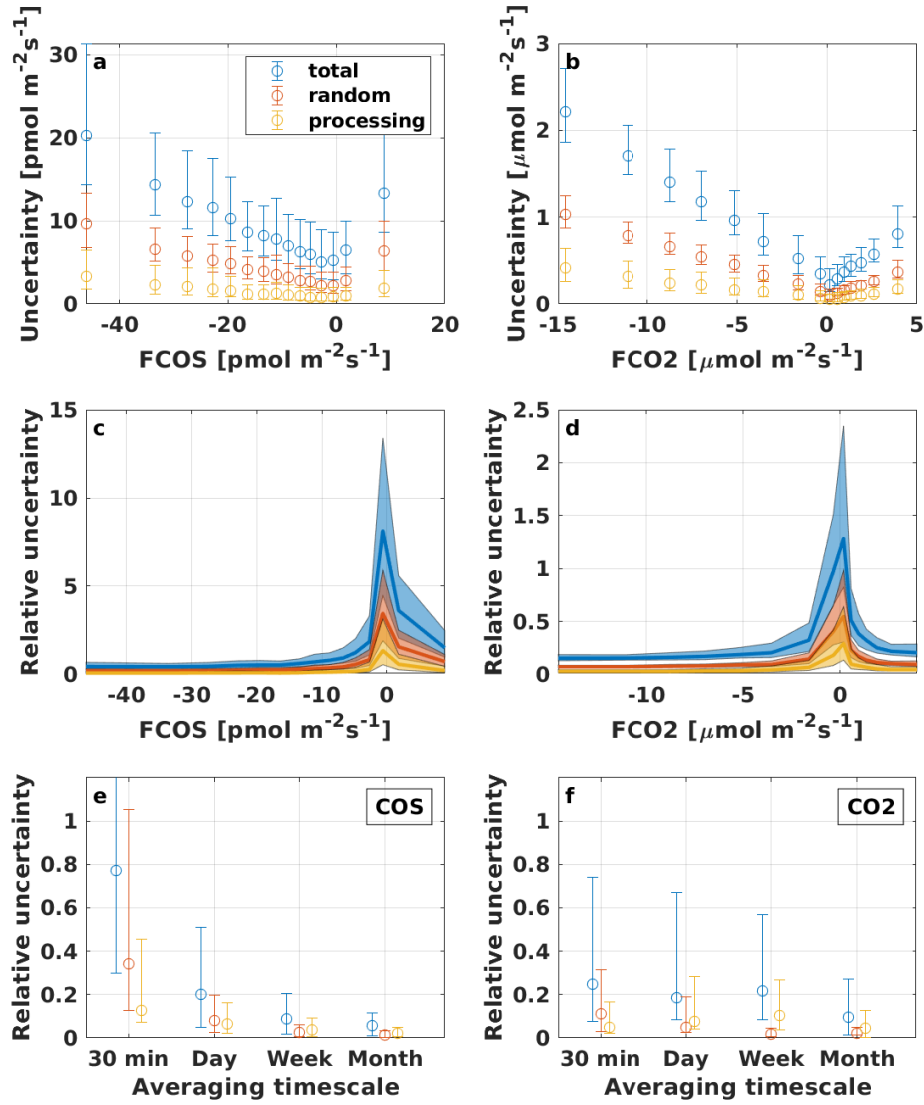 a
Uncertainty [pmol m-2s-1]
30
20
10
0
total
random
processing
-40
-20
0
20
FCOS [pmol m-2s-1]
b
Uncertainty [μmol m-2s-1]
3
2
1
0
-15
-10
-5
0
5
FCO2 [μmol m-2s-1]
c
Relative uncertainty
15
10
5
0
-40
-30
-20
-10
0
FCOS [pmol m-2s-1]
d
Relative uncertainty
2.5
2
1.5
1
0.5
0
-10
-5
0
FCO2 [μmol m-2s-1]
e
COS
Relative uncertainty
1
0.8
0.6
0.4
0.2
0
30 min
Day
Week
Month
Averaging timescale
f
CO2
Relative uncertainty
1
0.8
0.6
0.4
0.2
0
30 min
Day
Week
Month
Averaging timescale